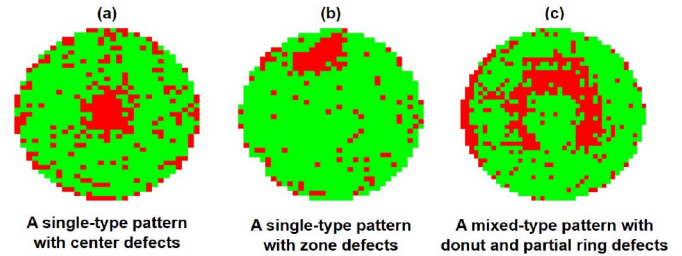 (a)
(b)
(c)
A single-type pattern
with center defects
A single-type pattern
with zone defects
A mixed-type pattern with
donut and partial ring defects